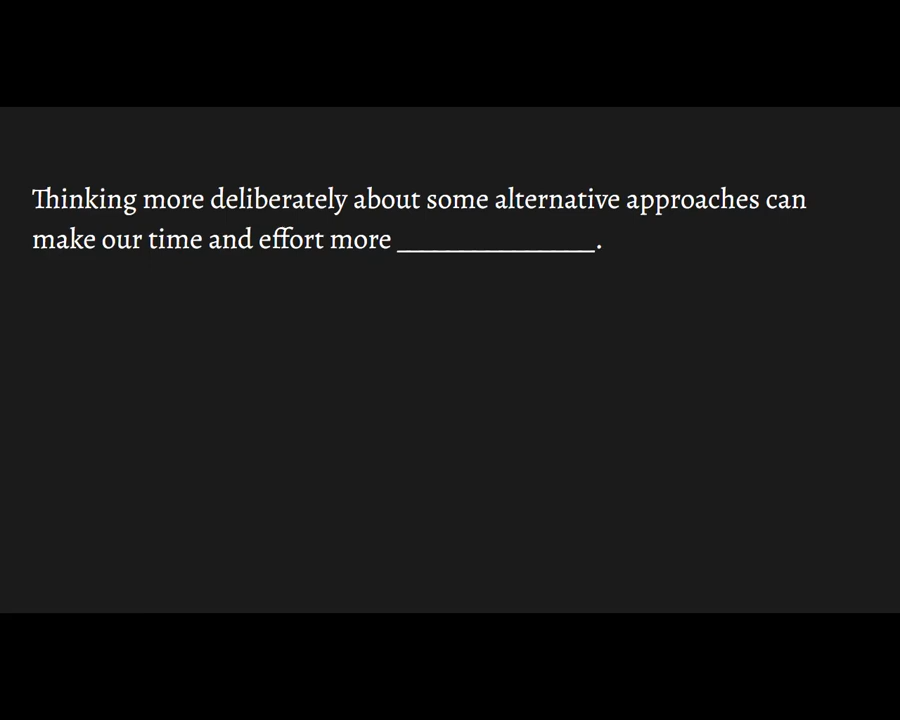 Thinking more deliberately about some alternative approaches can
make our time and effort more _______________.